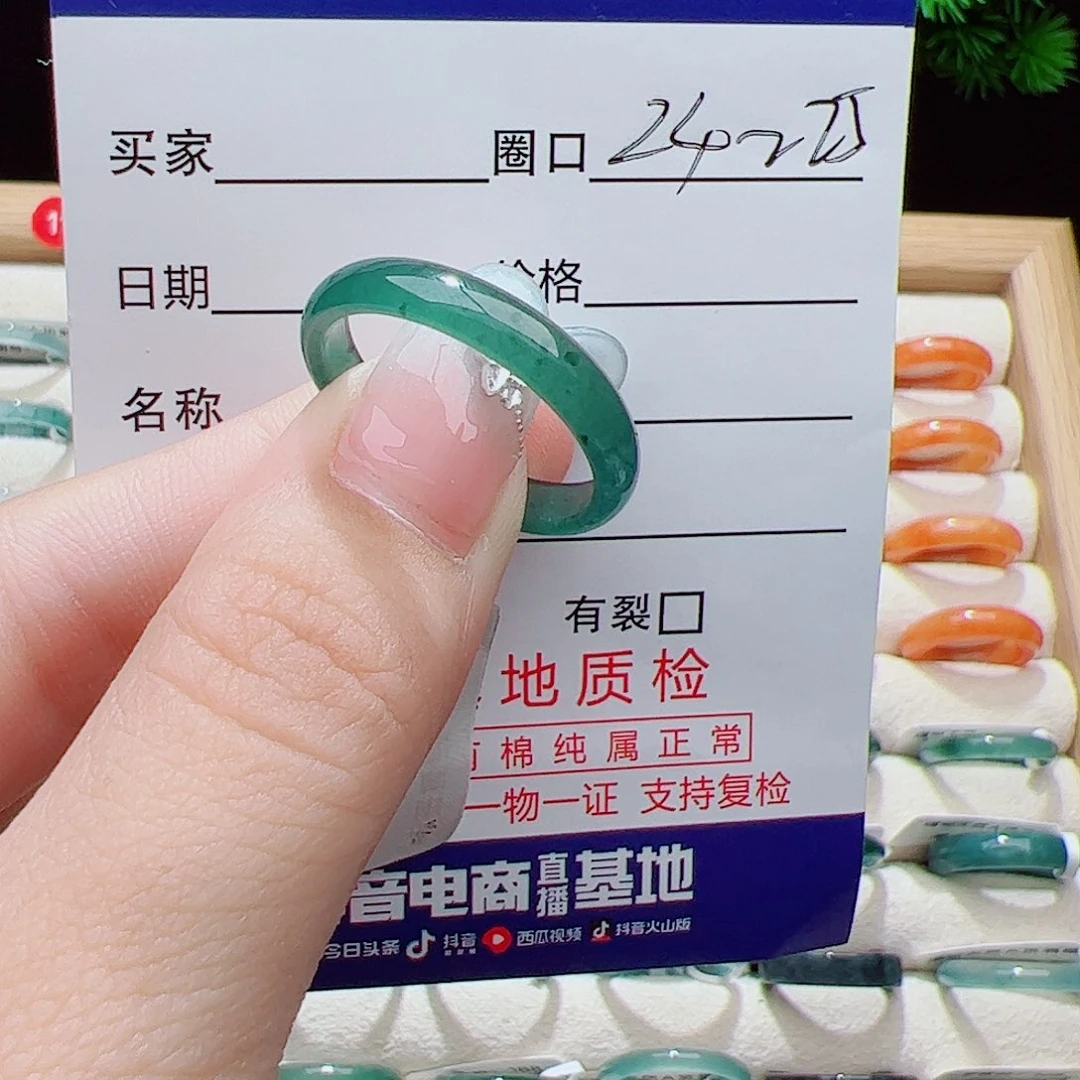 买家 圈口
日期 格
名称
有裂□
地质检
棉纯属正常
一物一证 支持复检
音电商直播基地
今日头条 抖音 西瓜视频 抖音火山版